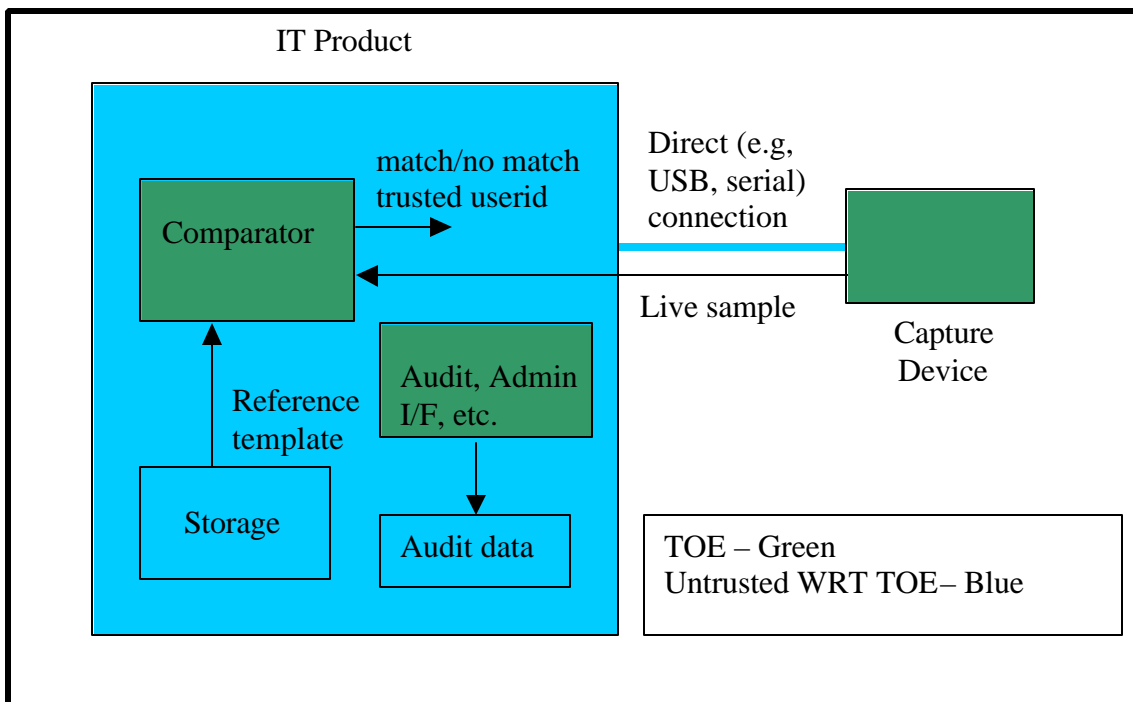 IT Product
match/no match
trusted userid
Direct (e.g,
USB, serial)
connection
Comparator
Live sample
Capture
Device
Audit, Admin
I/F, etc.
Reference
template
Storage
Audit data
TOE – Green
Untrusted WRT TOE– Blue